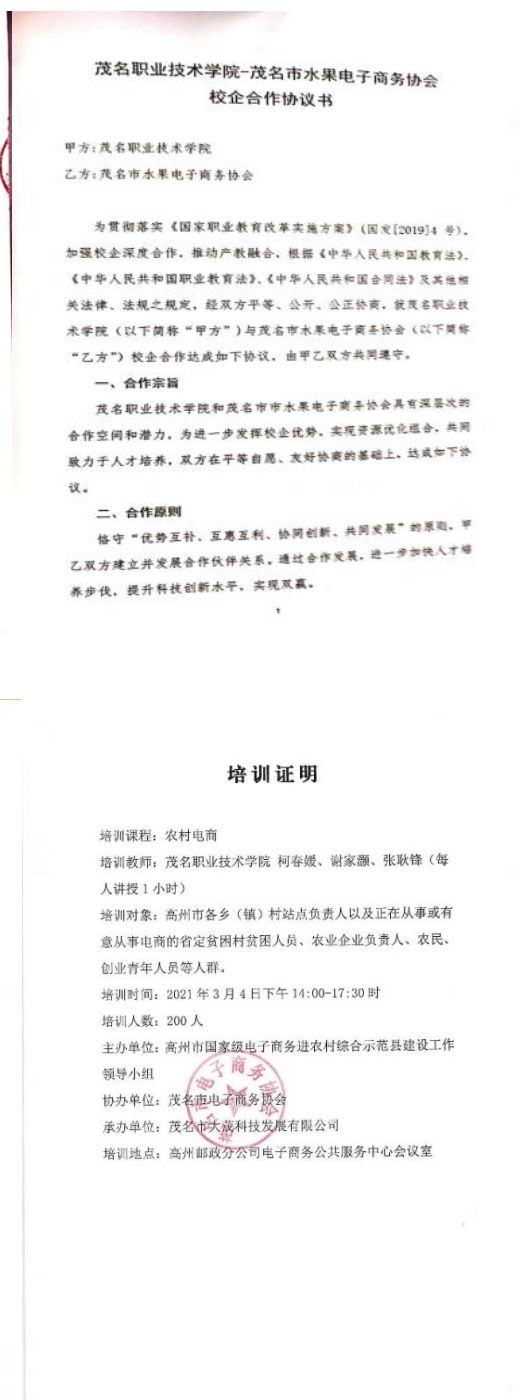 茂名职业技术学院-茂名市水果电子商务协会
校企合作协议书
甲方：茂名职业技术学院
乙方：茂名市水果电子商务协会
为贯彻落实《国家职业教育改革实施方案》（国发[2019]4 号），
加强校企深度合作，推动产教融合，根据《中华人民共和国教育法》、
《中华人民共和国职业教育法》、《中华人民共和国合同法》及其他相
关法律、法规之规定，经双方平等、公开、公正协商，就茂名职业技
术学院（以下简称“甲方”）与茂名市水果电子商务协会（以下简称
“乙方”）校企合作达成如下协议，由甲乙双方共同遵守。
一、合作宗旨
茂名职业技术学院和茂名市市水果电子商务协会具有深层次的
合作空间和潜力，为进一步发挥校企优势，实现资源优化组合，共同
致力于人才培养，双方在平等自愿、友好协商的基础上，达成如下协
议。
二、合作原则
恪守“优势互补、互惠互利、协同创新、共同发展”的原则，甲
乙双方建立并发展合作伙伴关系。通过合作发展，进一步加快人才培
养步伐，提升科技创新水平，实现双赢。
1
培训证明
培训课程：农村电商
培训教师：茂名职业技术学院 柯春媛、谢家灏、张耿锋（每
人讲授 1 小时）
培训对象：高州市各乡（镇）村站点负责人以及正在从事或有
意从事电商的省定贫困村贫困人员、农业企业负责人、农民、
创业青年人员等人群。
培训时间：2021 年 3 月 4 日下午 14:00-17:30 时
培训人数：200 人
主办单位：高州市国家级电子商务进农村综合示范县建设工作
领导小组
协办单位：茂名市电子商务协会
承办单位：茂名市大茂科技发展有限公司
培训地点：高州邮政分公司电子商务公共服务中心会议室
茂名市电子商务协会